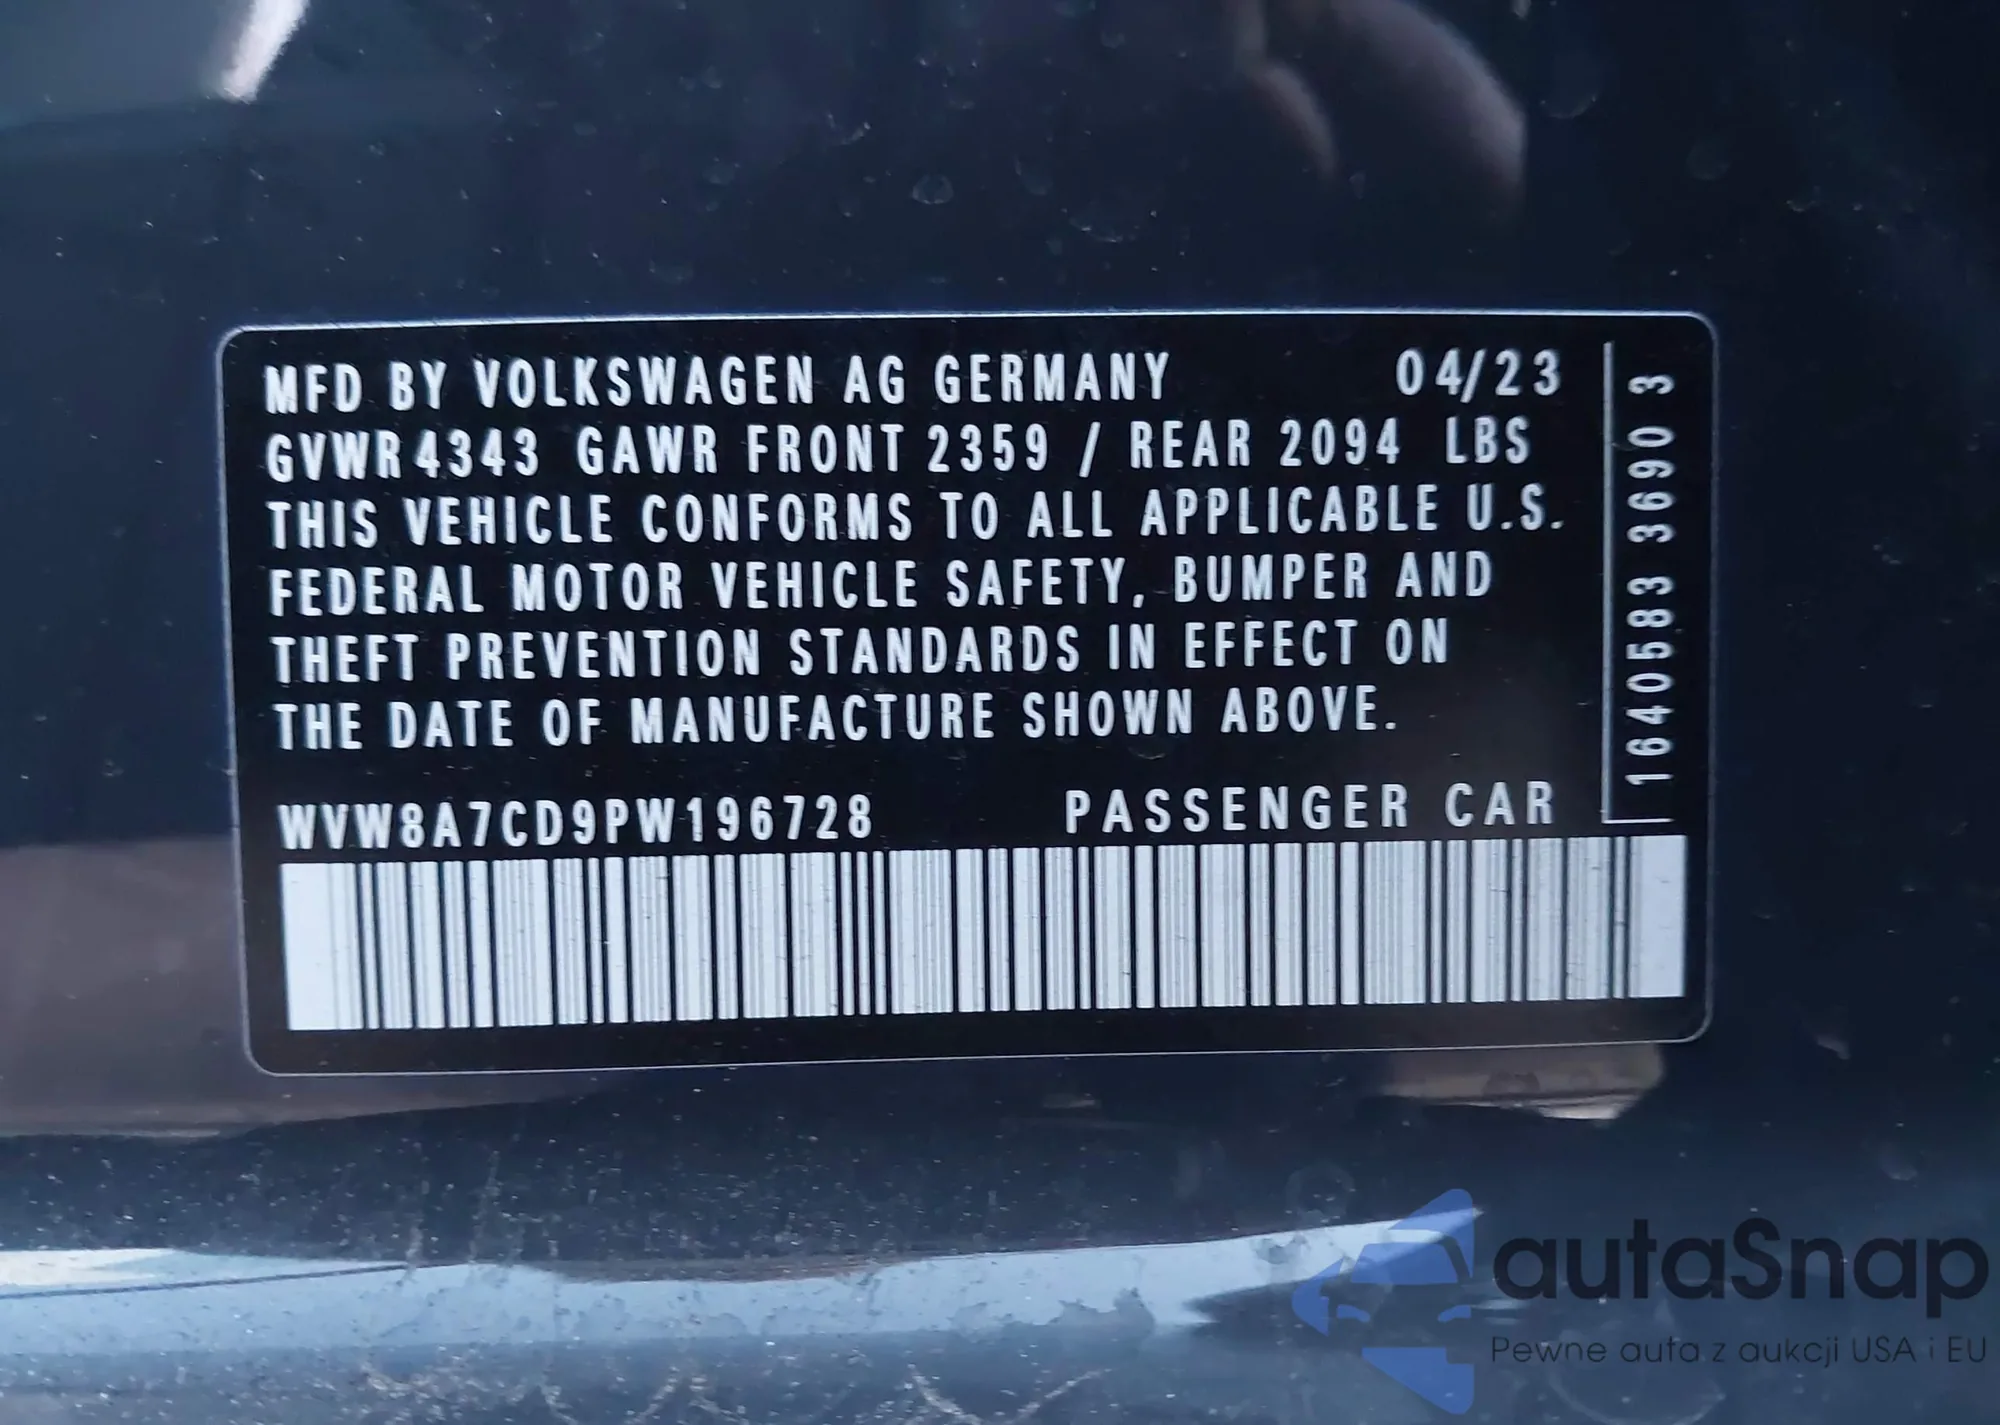 MFD BY VOLKSWAGEN AG GERMANY 04/23
GVWR 4343 GAWR FRONT 2359 / REAR 2094 LBS
THIS VEHICLE CONFORMS TO ALL APPLICABLE U.S.
FEDERAL MOTOR VEHICLE SAFETY, BUMPER AND
THEFT PREVENTION STANDARDS IN EFFECT ON
THE DATE OF MANUFACTURE SHOWN ABOVE.
WVW8A7CD9PW196728 PASSENGER CAR
1640583 3690 3
autaSnap
Pewne auta z aukcji USA i EU